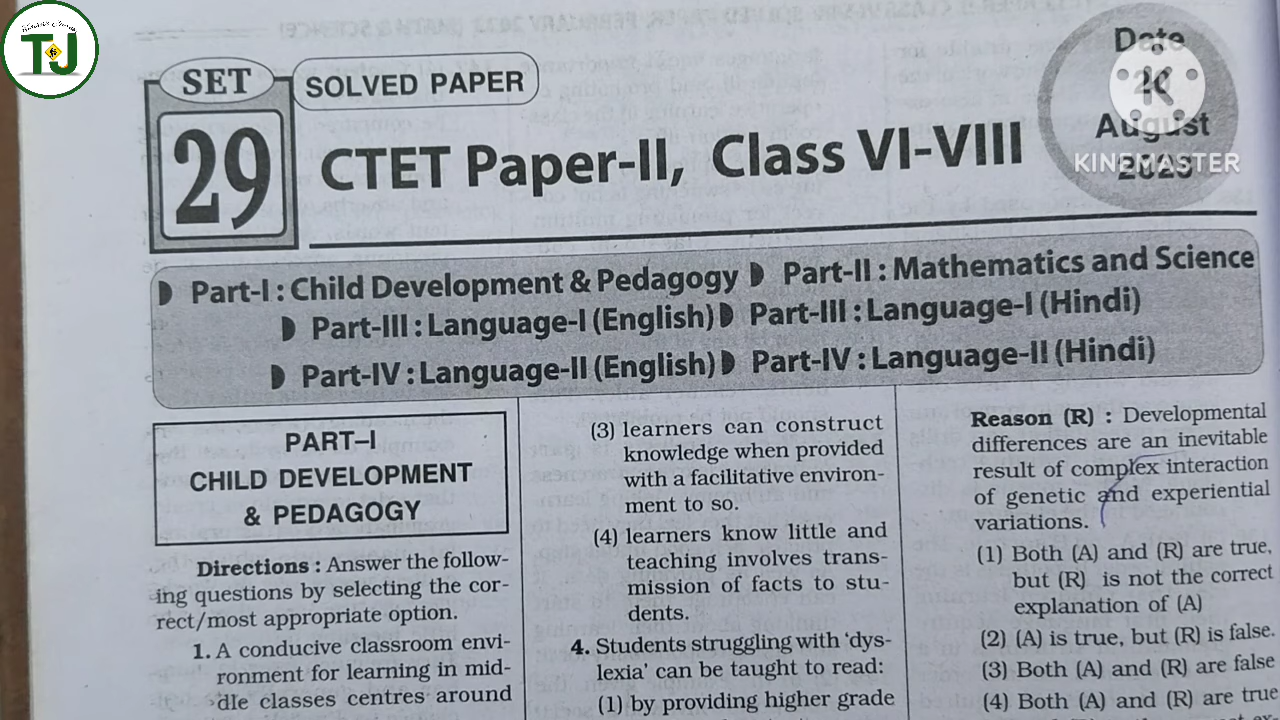 TJ
SET
29
SOLVED PAPER
CTET Paper-II, Class VI-VIII
Date
20
August
2023
KINEMASTER
Part-I : Child Development & Pedagogy
Part-II : Mathematics and Science
Part-III : Language-I (English)
Part-III : Language-I (Hindi)
Part-IV : Language-II (English)
Part-IV : Language-II (Hindi)
PART–I
CHILD DEVELOPMENT
& PEDAGOGY
Directions : Answer the follow-
ing questions by selecting the cor-
rect/most appropriate option.
1. A conducive classroom envi-
ronment for learning in mid-
dle classes centres around
(3) learners can construct
knowledge when provided
with a facilitative environ-
ment to so.
(4) learners know little and
teaching involves trans-
mission of facts to stu-
dents.
4. Students struggling with 'dys-
lexia' can be taught to read:
(1) by providing higher grade
Reason (R) : Developmental
differences are an inevitable
result of complex interaction
of genetic and experiential
variations.
(1) Both (A) and (R) are true,
but (R) is not the correct
explanation of (A)
(2) (A) is true, but (R) is false.
(3) Both (A) and (R) are false
(4) Both (A) and (R) are true